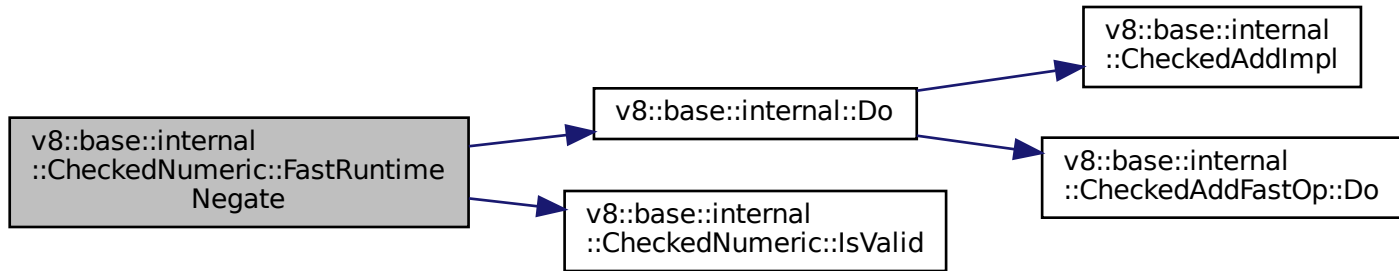 v8::base::internal
::CheckedNumeric::FastRuntime
Negate
v8::base::internal::Do
v8::base::internal
::CheckedAddImpl
v8::base::internal
::CheckedAddFastOp::Do
v8::base::internal
::CheckedNumeric::IsValid